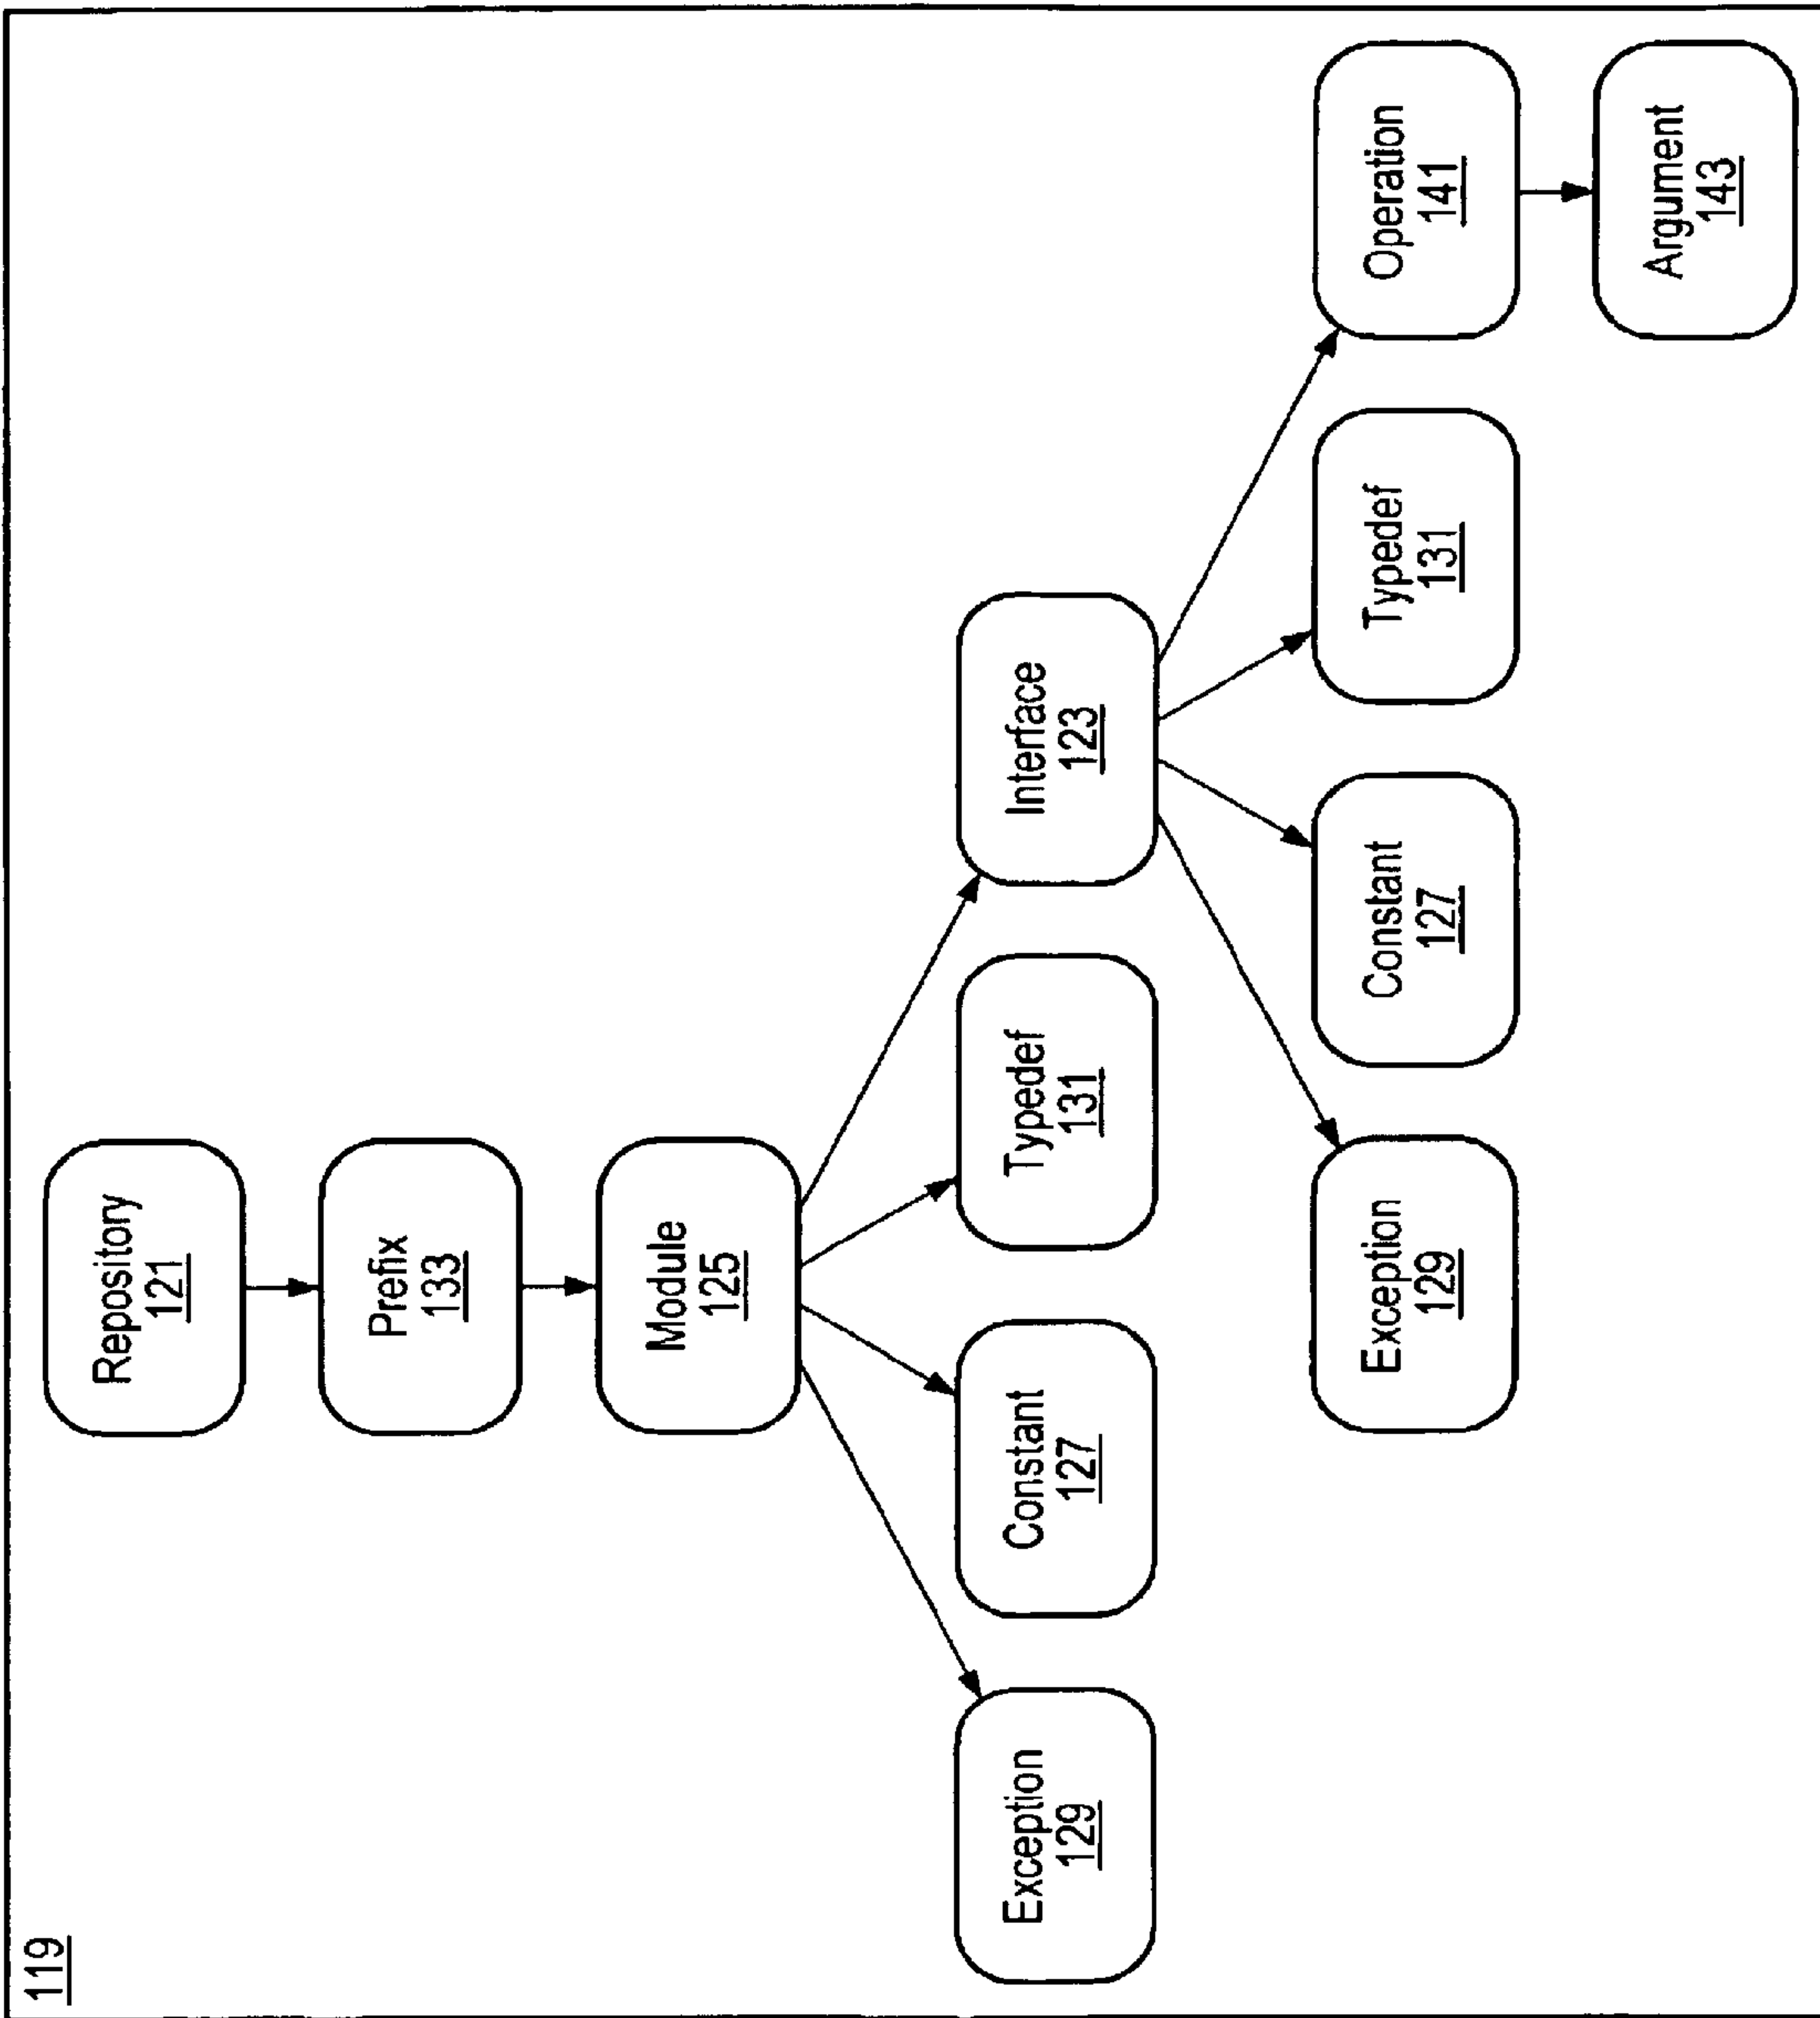 119
Repository
121
Prefix
133
Module
125
Exception
129
Constant
127
Typedef
131
Interface
123
Exception
129
Constant
127
Typedef
131
Operation
141
Argument
143